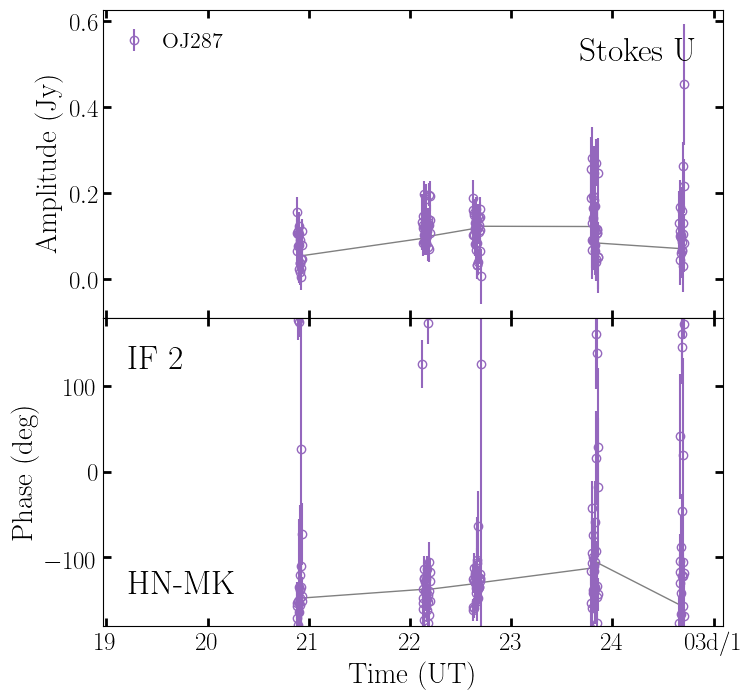 0.6
OJ287
Stokes U
0.4
Amplitude (Jy)
0.2
0.0
IF 2
100
Phase (deg)
0
−100
HN-MK
19 20 21 22 23 24 03d/1
Time (UT)